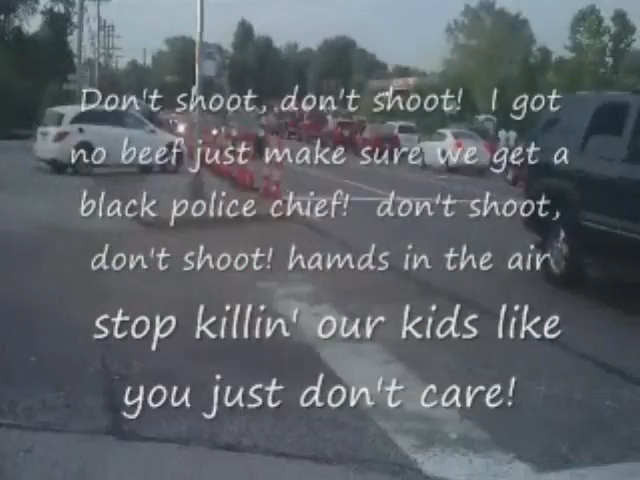 Don't shoot, don't shoot! I got
no beef just make sure we get a
black police chief! don't shoot,
don't shoot! hamds in the air
stop killin' our kids like
you just don't care!